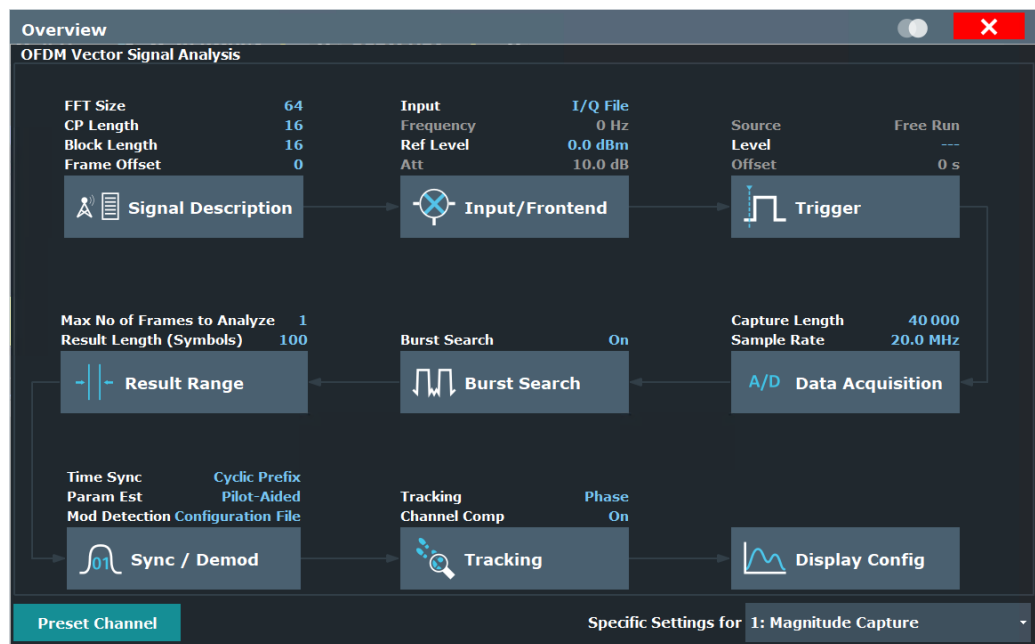 Overview
OFDM Vector Signal Analysis
FFT Size 64
CP Length 16
Block Length 16
Frame Offset 0
Signal Description
Input I/Q File
Frequency 0 Hz
Ref Level 0.0 dBm
Att 10.0 dB
Input/Frontend
Source Free Run
Level ---
Offset 0 s
Trigger
Max No of Frames to Analyze 1
Result Length (Symbols) 100
Result Range
Burst Search On
Burst Search
Capture Length 40 000
Sample Rate 20.0 MHz
A/D Data Acquisition
Time Sync Cyclic Prefix
Param Est Pilot-Aided
Mod Detection Configuration File
01 Sync / Demod
Tracking Phase
Channel Comp On
Tracking
Display Config
Preset Channel
Specific Settings for 1: Magnitude Capture